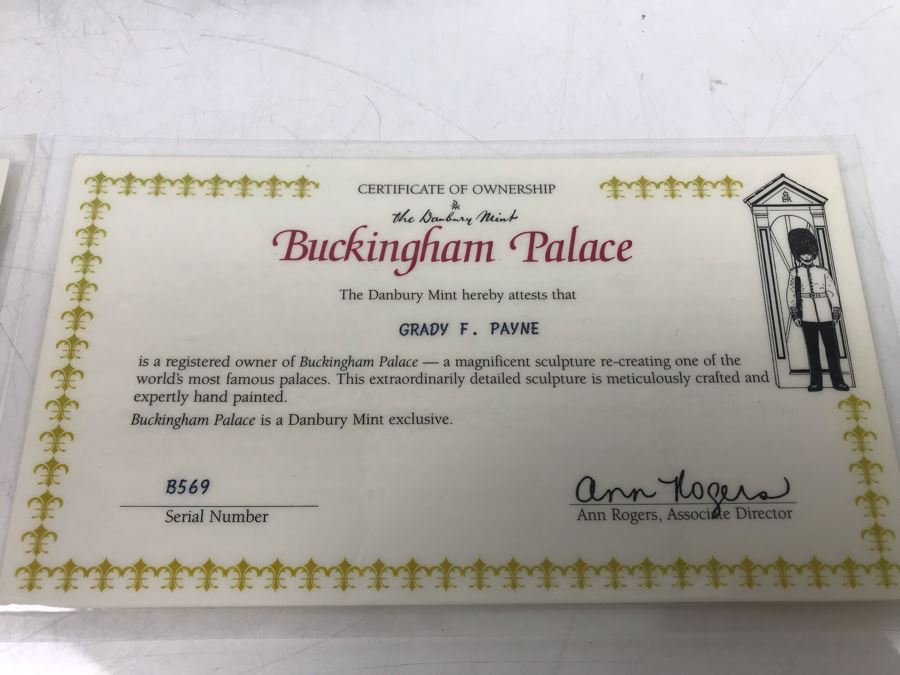 CERTIFICATE OF OWNERSHIP
The Danbury Mint
Buckingham Palace
The Danbury Mint hereby attests that
GRADY F. PAYNE
is a registered owner of Buckingham Palace — a magnificent sculpture re-creating one of the
world's most famous palaces. This extraordinarily detailed sculpture is meticulously crafted and
expertly hand painted.
Buckingham Palace is a Danbury Mint exclusive.
B569
Serial Number
Ann Rogers
Ann Rogers, Associate Director